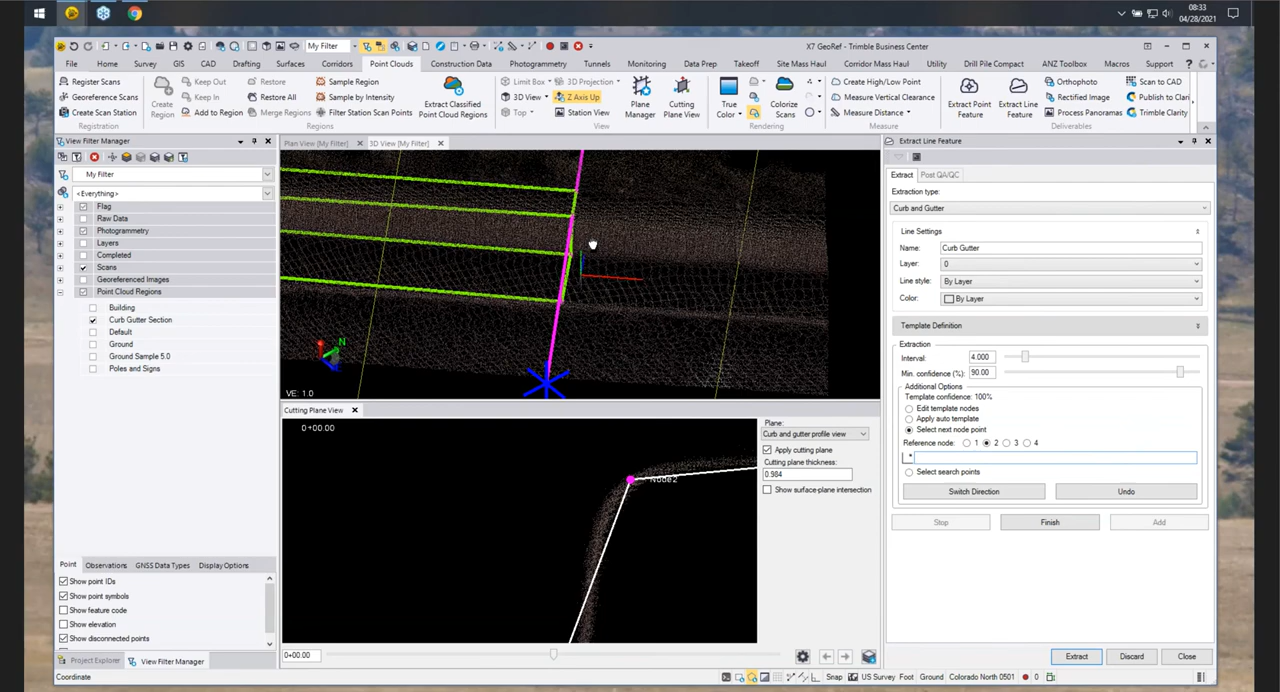 08:33
04/28/2021
My Filter
X7 GeoRef - Trimble Business Center
File Home Survey GIS CAD Drafting Surfaces Corridors Point Clouds Construction Data Photogrammetry Tunnels Monitoring Data Prep Takeoff Site Mass Haul Corridor Mass Haul Utility Drill Pile Compact ANZ Toolbox Macros Support
Register Scans
Georeference Scans
Create Scan Station
Registration
Create Region
Keep Out
Keep In
Add to Region
Restore
Restore All
Merge Regions
Sample Region
Sample by Intensity
Filter Station Scan Points
Regions
Extract Classified Point Cloud Regions
Limit Box
3D View
Top
3D Projection
Z Axis Up
Station View
View
Plane Manager
Cutting Plane View
True Color
Colorize Scans
Rendering
Create High/Low Point
Measure Vertical Clearance
Measure Distance
Measure
Extract Point Feature
Extract Line Feature
Orthophoto
Rectified Image
Process Panoramas
Scan to CAD
Publish to Clari
Trimble Clarity
Deliverables
View Filter Manager
My Filter
<Everything>
Flag
Raw Data
Photogrammetry
Layers
Completed
Scans
Georeferenced Images
Point Cloud Regions
Building
Curb Gutter Section
Default
Ground
Ground Sample 5.0
Poles and Signs
Point Observations GNSS Data Types Display Options
Show point IDs
Show point symbols
Show feature code
Show elevation
Show disconnected points
Project Explorer View Filter Manager
Coordinate
Plan View [My Filter] 3D View [My Filter]
N
VE: 1.0
Cutting Plane View
0+00.00
Node2
Plane:
Curb and gutter profile view
Apply cutting plane
Cutting plane thickness:
0.984
Show surface-plane intersection
0+00.00
Extract Line Feature
Extract Post QA/QC
Extraction type:
Curb and Gutter
Line Settings
Name: Curb Gutter
Layer: 0
Line style: By Layer
Color: By Layer
Template Definition
Extraction
Interval: 4.000
Min. confidence (%): 90.00
Additional Options
Template confidence: 100%
Edit template nodes
Apply auto template
Select next node point
Reference node: 1 2 3 4
*
Select search points
Switch Direction Undo
Stop Finish Add
Extract Discard Close
Snap US Survey Foot Ground Colorado North 0501 0